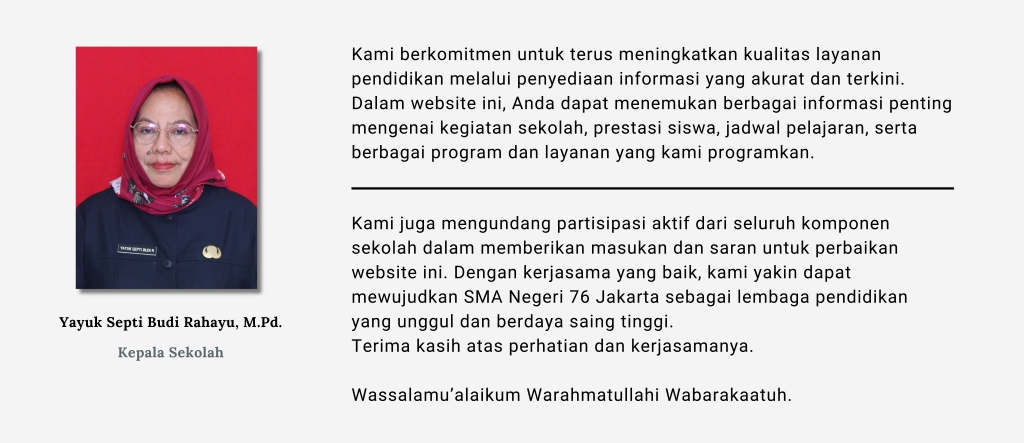 YAYUK SEPTI BUDI R
Yayuk Septi Budi Rahayu, M.Pd.
Kepala Sekolah
Kami berkomitmen untuk terus meningkatkan kualitas layanan
pendidikan melalui penyediaan informasi yang akurat dan terkini.
Dalam website ini, Anda dapat menemukan berbagai informasi penting
mengenai kegiatan sekolah, prestasi siswa, jadwal pelajaran, serta
berbagai program dan layanan yang kami programkan.
Kami juga mengundang partisipasi aktif dari seluruh komponen
sekolah dalam memberikan masukan dan saran untuk perbaikan
website ini. Dengan kerjasama yang baik, kami yakin dapat
mewujudkan SMA Negeri 76 Jakarta sebagai lembaga pendidikan
yang unggul dan berdaya saing tinggi.
Terima kasih atas perhatian dan kerjasamanya.
Wassalamu’alaikum Warahmatullahi Wabarakaatuh.